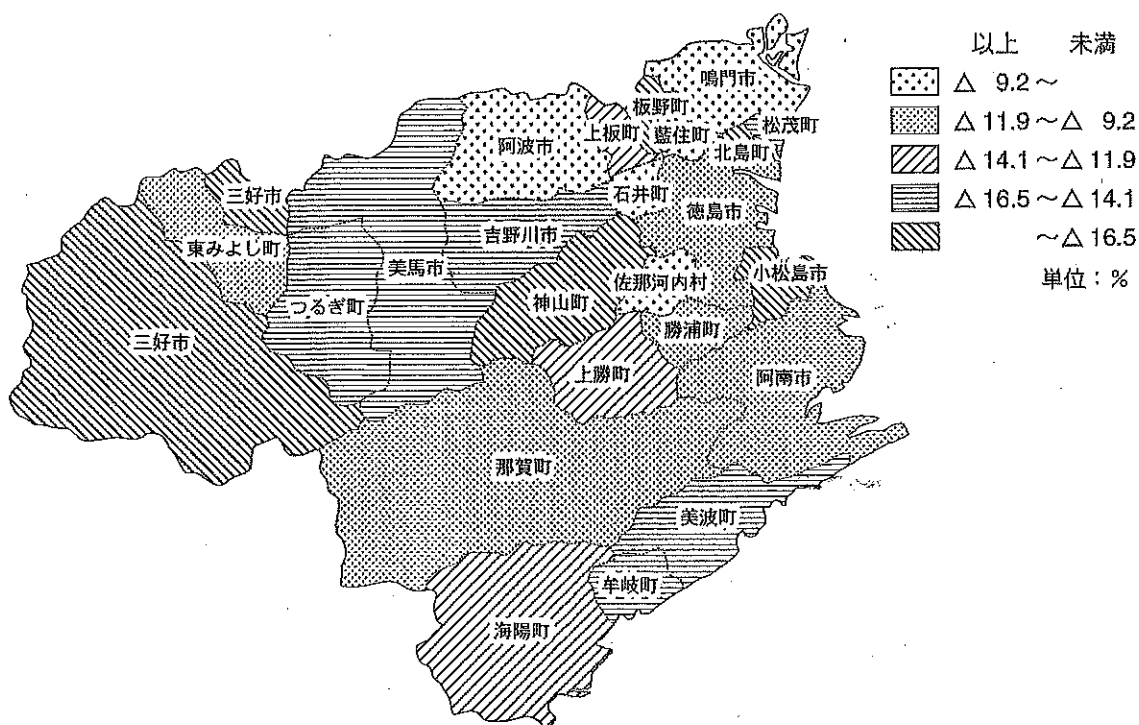 以上 未満
△ 9.2～
△ 11.9～△ 9.2
△ 14.1～△ 11.9
△ 16.5～△ 14.1
～△ 16.5
単位：％
鳴門市
板野町
松茂町
上板町
藍住町
北島町
阿波市
石井町
徳島市
三好市
吉野川市
東みよし町
美馬市
佐那河内村
小松島市
神山町
つるぎ町
勝浦町
三好市
上勝町
阿南市
那賀町
美波町
牟岐町
海陽町